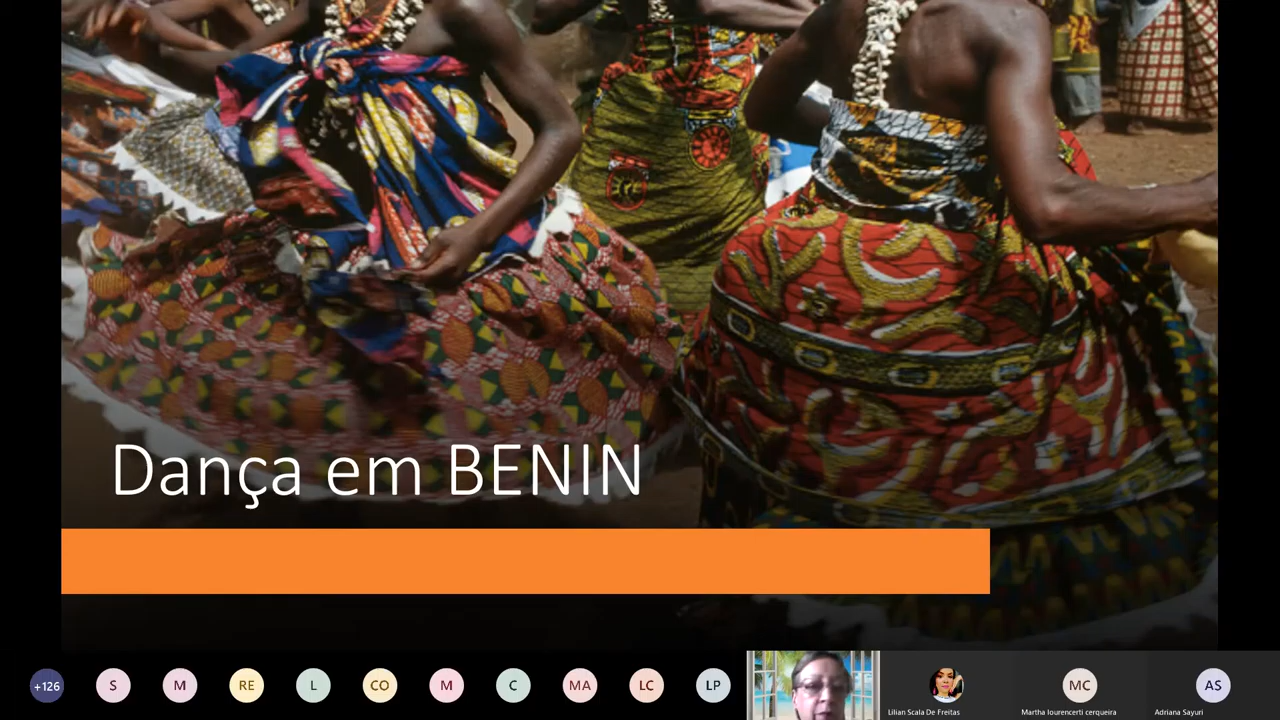 Dança em BENIN
+126
S
M
RE
L
CO
M
C
MA
LC
LP
Lilian Scala De Freitas
MC
Martha lourencerti cerqueira
AS
Adriana Sayuri